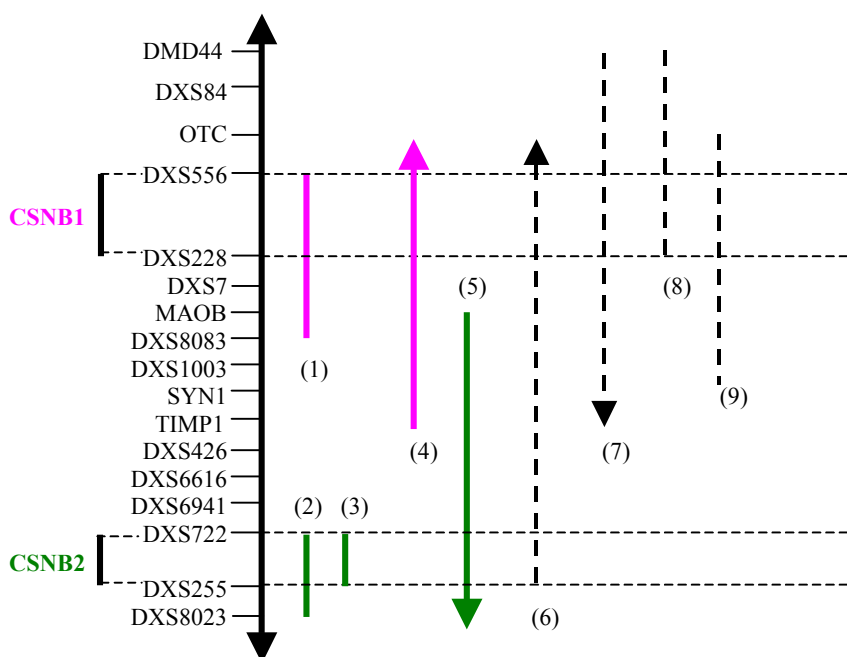 DMD44
DXS84
OTC
DXS556
CSNB1
DXS228
DXS7
(5)
(8)
MAOB
DXS8083
DXS1003
(1)
SYN1
(9)
TIMP1
DXS426
(4)
(7)
DXS6616
DXS6941
(2)
(3)
DXS722
CSNB2
DXS255
DXS8023
(6)